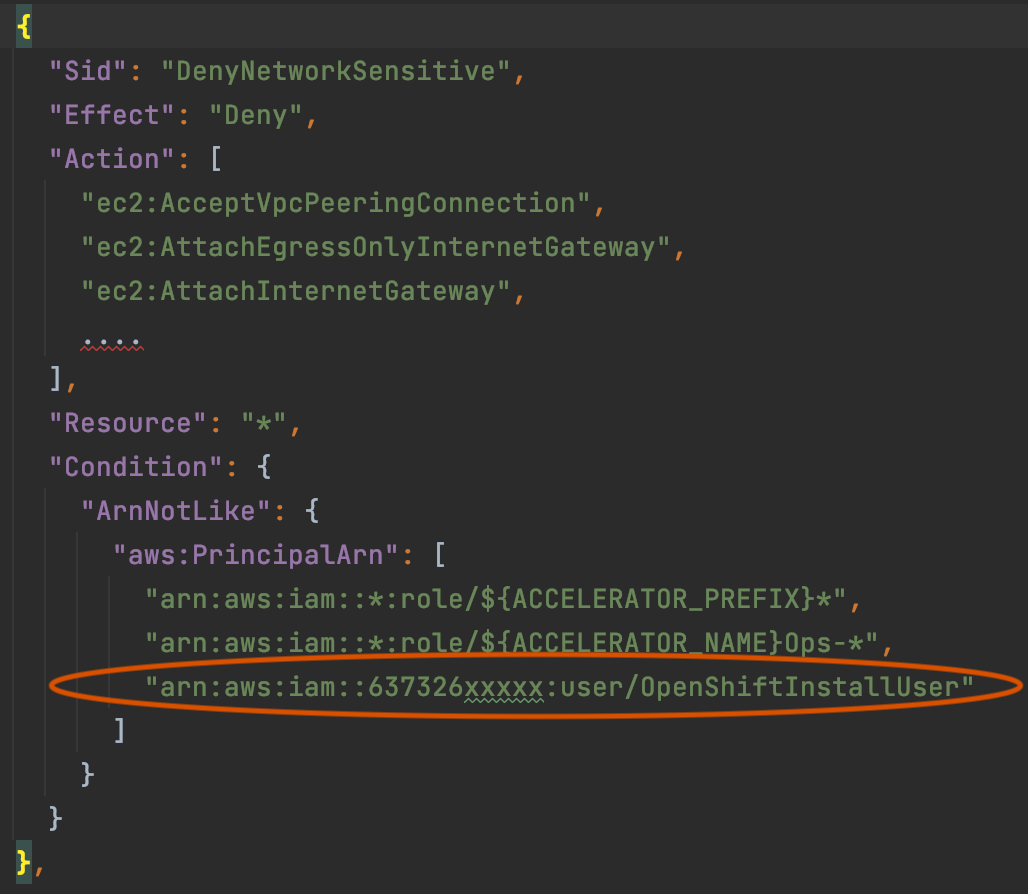 {
"Sid": "DenyNetworkSensitive",
"Effect": "Deny",
"Action": [
"ec2:AcceptVpcPeeringConnection",
"ec2:AttachEgressOnlyInternetGateway",
"ec2:AttachInternetGateway",
....
],
"Resource": "*",
"Condition": {
"ArnNotLike": {
"aws:PrincipalArn": [
"arn:aws:iam::*:role/${ACCELERATOR_PREFIX}*",
"arn:aws:iam::*:role/${ACCELERATOR_NAME}Ops-*",
"arn:aws:iam::637326xxxxx:user/OpenShiftInstallUser"
]
}
}
},